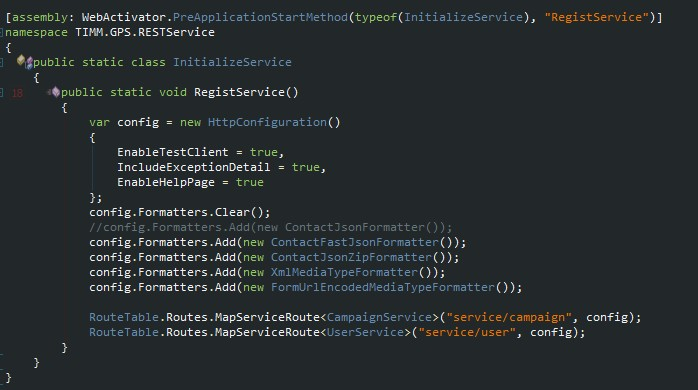 [assembly: WebActivator.PreApplicationStartMethod(typeof(InitializeService), "RegistService")]
namespace TIMM.GPS.RESTService
{
public static class InitializeService
{
18 public static void RegistService()
{
var config = new HttpConfiguration()
{
EnableTestClient = true,
IncludeExceptionDetail = true,
EnableHelpPage = true
};
config.Formatters.Clear();
//config.Formatters.Add(new ContactJsonFormatter());
config.Formatters.Add(new ContactFastJsonFormatter());
config.Formatters.Add(new ContactJsonZipFormatter());
config.Formatters.Add(new XmlMediaTypeFormatter());
config.Formatters.Add(new FormUrlEncodedMediaTypeFormatter());
RouteTable.Routes.MapServiceRoute<CampaignService>("service/campaign", config);
RouteTable.Routes.MapServiceRoute<UserService>("service/user", config);
}
}
}